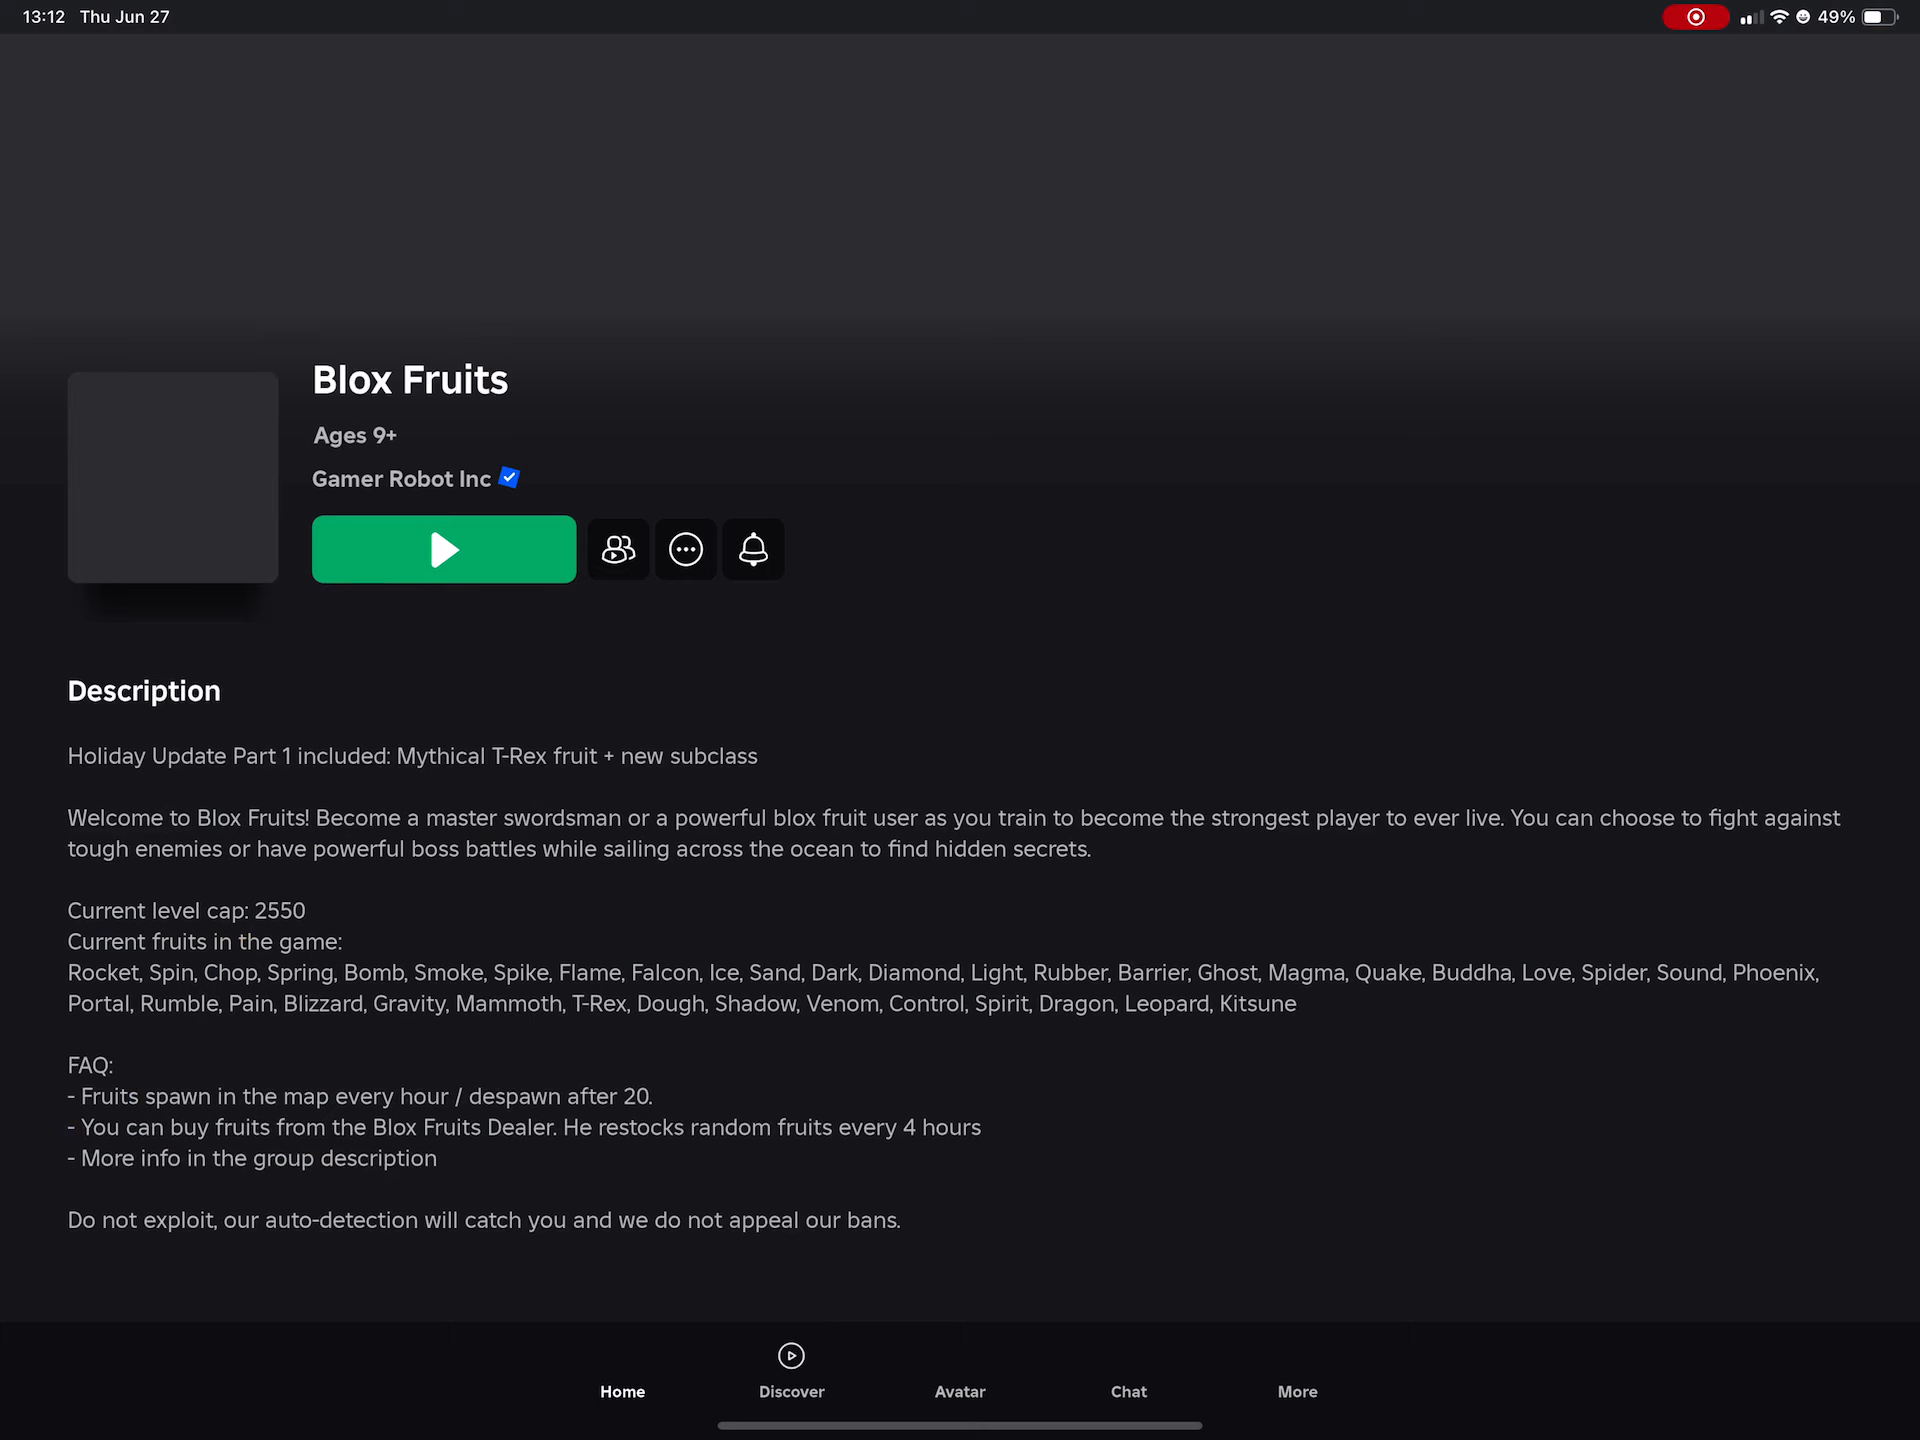 13:12 Thu Jun 27
49%
Blox Fruits
Ages 9+
Gamer Robot Inc
Description
Holiday Update Part 1 included: Mythical T-Rex fruit + new subclass
Welcome to Blox Fruits! Become a master swordsman or a powerful blox fruit user as you train to become the strongest player to ever live. You can choose to fight against
tough enemies or have powerful boss battles while sailing across the ocean to find hidden secrets.
Current level cap: 2550
Current fruits in the game:
Rocket, Spin, Chop, Spring, Bomb, Smoke, Spike, Flame, Falcon, Ice, Sand, Dark, Diamond, Light, Rubber, Barrier, Ghost, Magma, Quake, Buddha, Love, Spider, Sound, Phoenix,
Portal, Rumble, Pain, Blizzard, Gravity, Mammoth, T-Rex, Dough, Shadow, Venom, Control, Spirit, Dragon, Leopard, Kitsune
FAQ:
- Fruits spawn in the map every hour / despawn after 20.
- You can buy fruits from the Blox Fruits Dealer. He restocks random fruits every 4 hours
- More info in the group description
Do not exploit, our auto-detection will catch you and we do not appeal our bans.
Home Discover Avatar Chat More